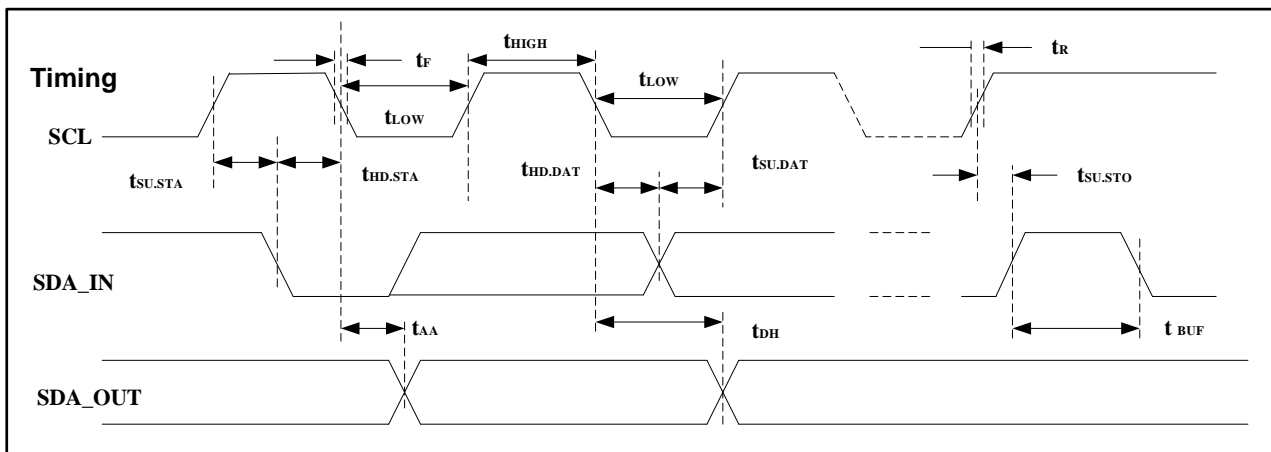 tHIGH
tF
tR
Timing
tLOW
tLOW
SCL
tSU.STA
tHD.STA
tHD.DAT
tSU.DAT
tSU.STO
SDA_IN
tAA
tDH
t BUF
SDA_OUT